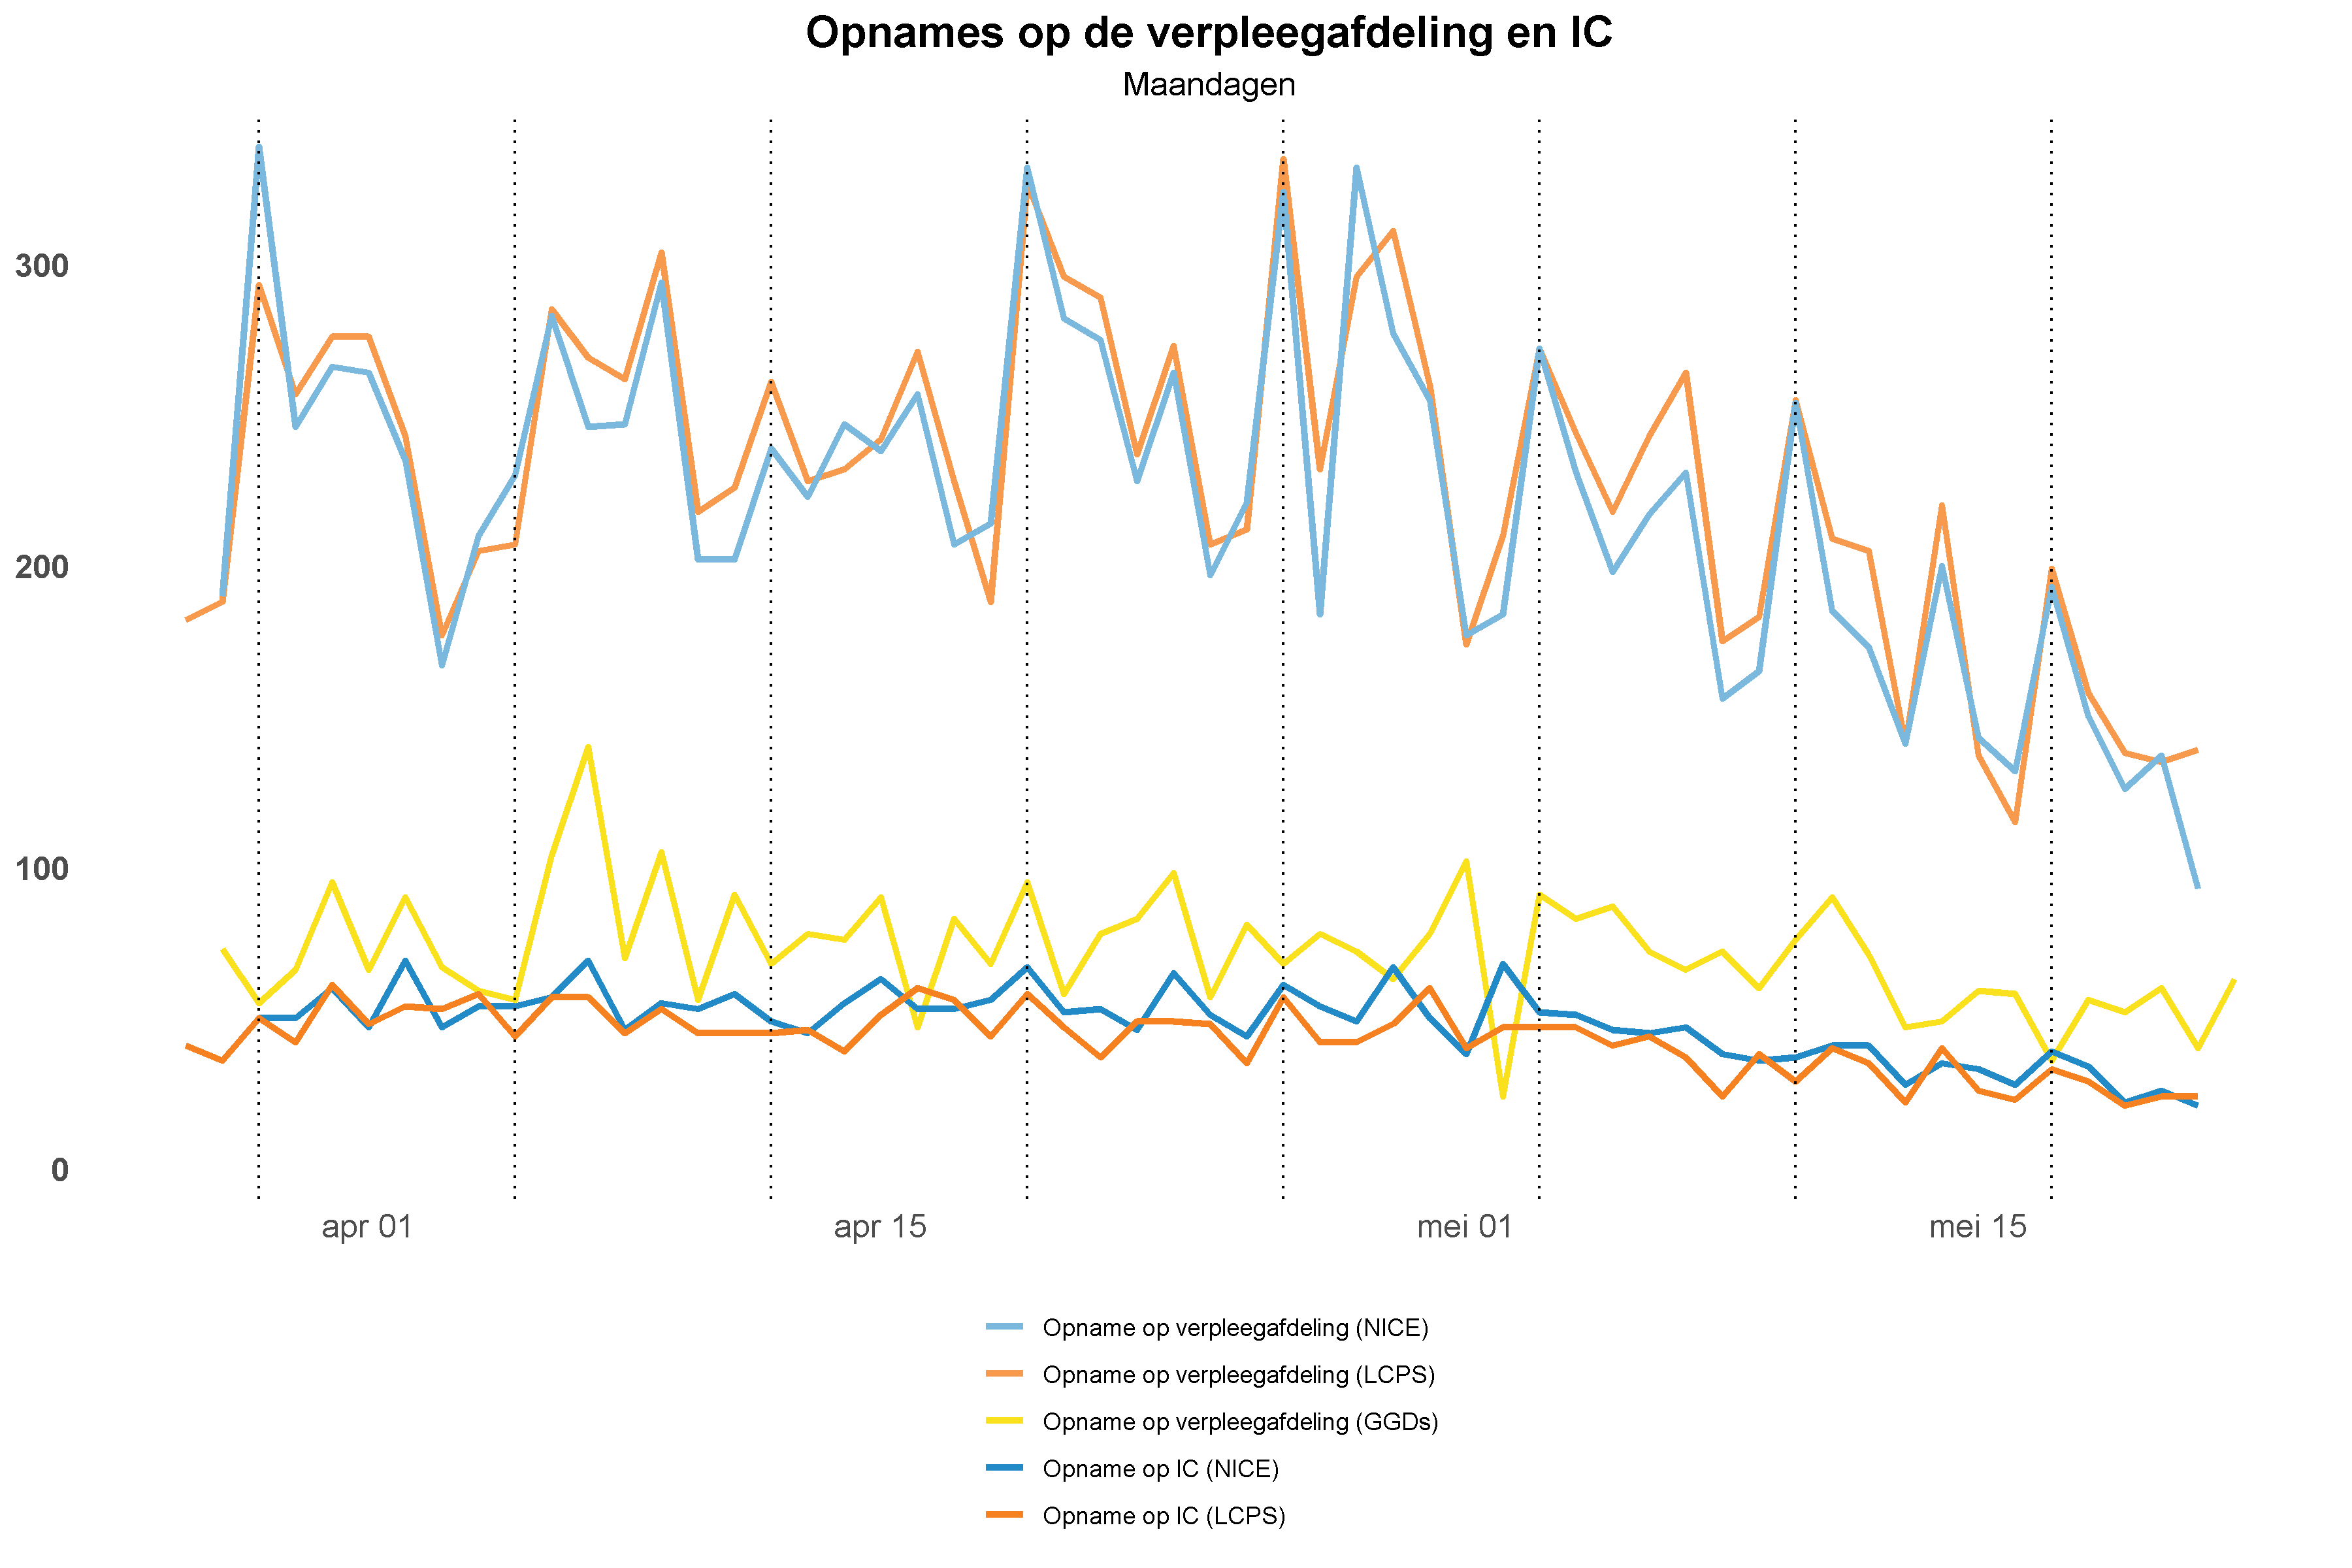 Opnames op de verpleegafdeling en IC
Maandagen
300
200
100
0
apr 01 apr 15 mei 01 mei 15
Opname op verpleegafdeling (NICE)
Opname op verpleegafdeling (LCPS)
Opname op verpleegafdeling (GGDs)
Opname op IC (NICE)
Opname op IC (LCPS)